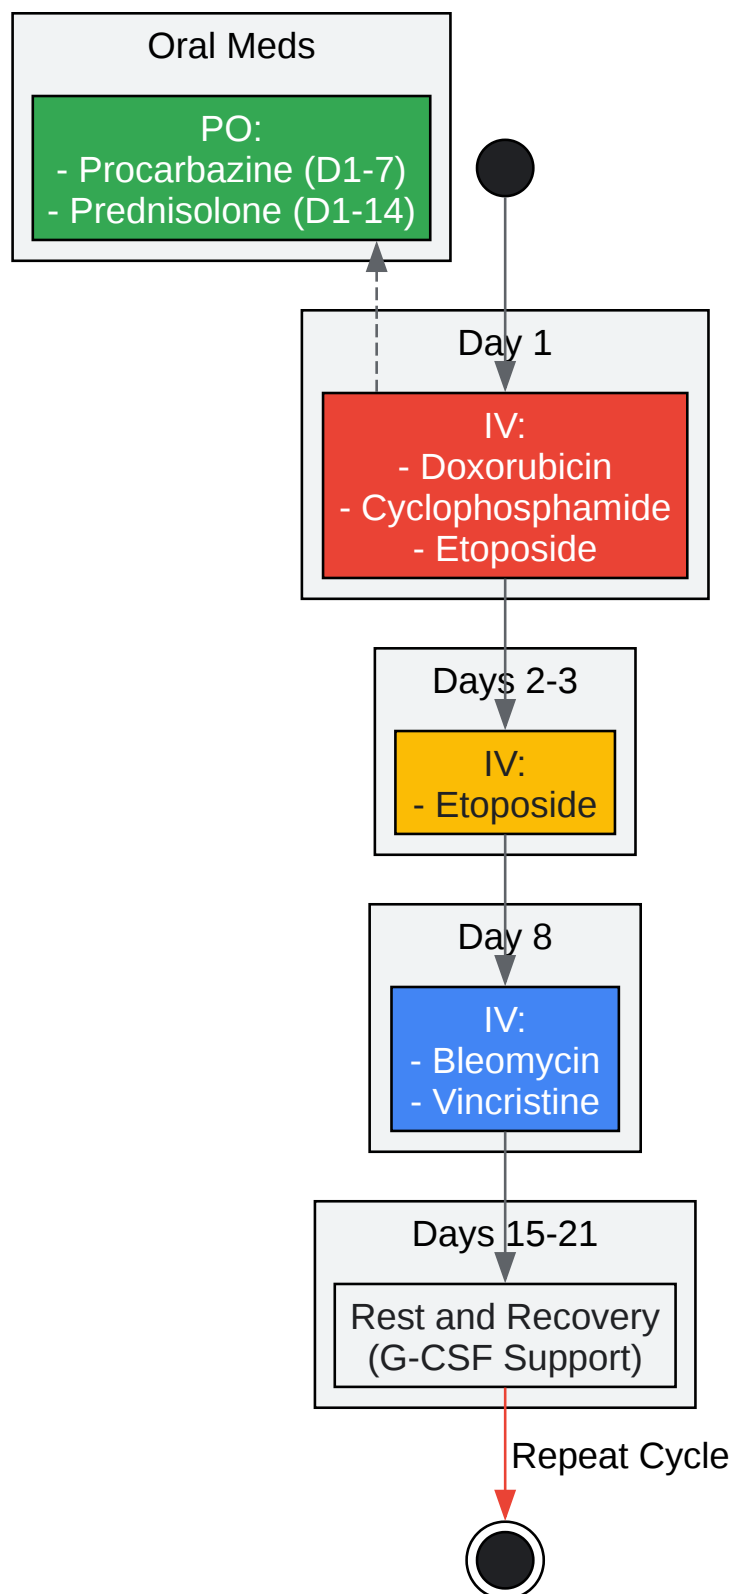 Oral Meds
PO:
- Procarbazine (D1-7)
- Prednisolone (D1-14)
Day 1
IV:
- Doxorubicin
- Cyclophosphamide
- Etoposide
Days 2-3
IV:
- Etoposide
Day 8
IV:
- Bleomycin
- Vincristine
Days 15-21
Rest and Recovery
(G-CSF Support)
Repeat Cycle